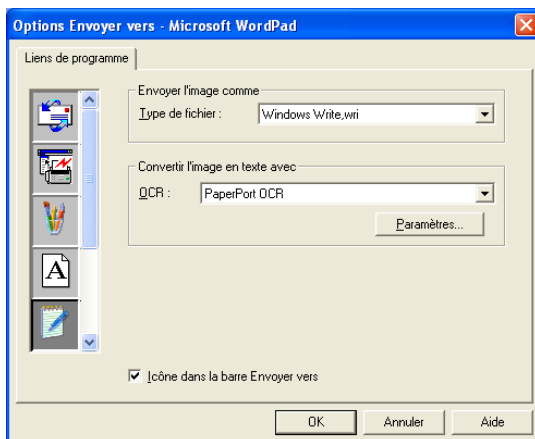 Options Envoyer vers - Microsoft WordPad
Liens de programme
Envoyer l'image comme
Type de fichier :
Windows Write,wri
Convertir l'image en texte avec
OCR :
PaperPort OCR
Paramètres...
A
Icône dans la barre Envoyer vers
OK
Annuler
Aide